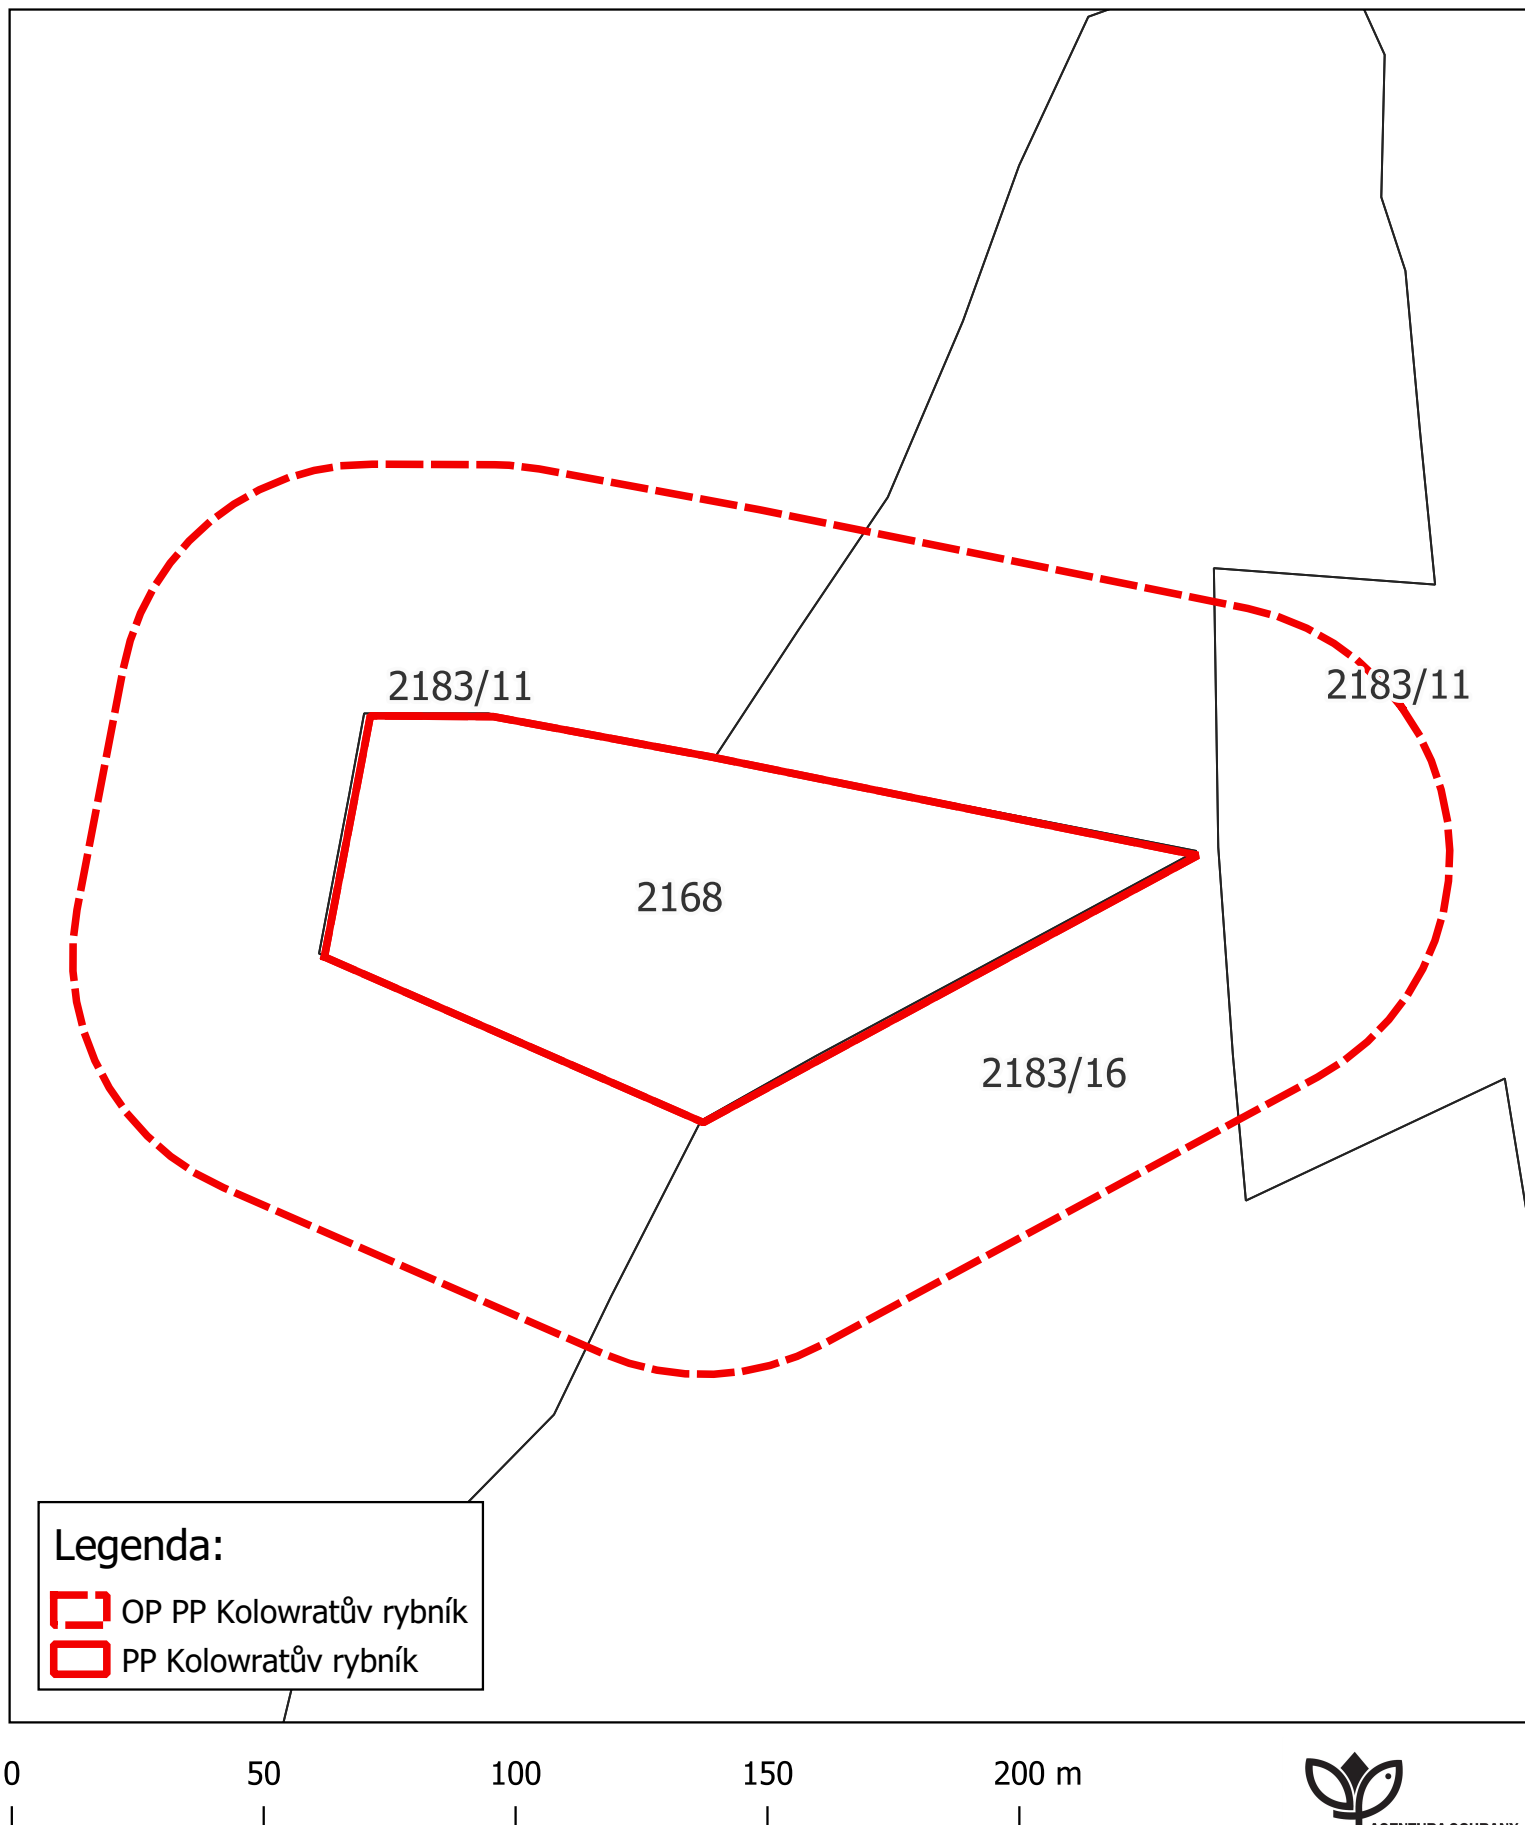 2183/11
2183/11
2168
2183/16
Legenda:
OP PP Kolowratův rybník
PP Kolowratův rybník
0 50 100 150 200 m